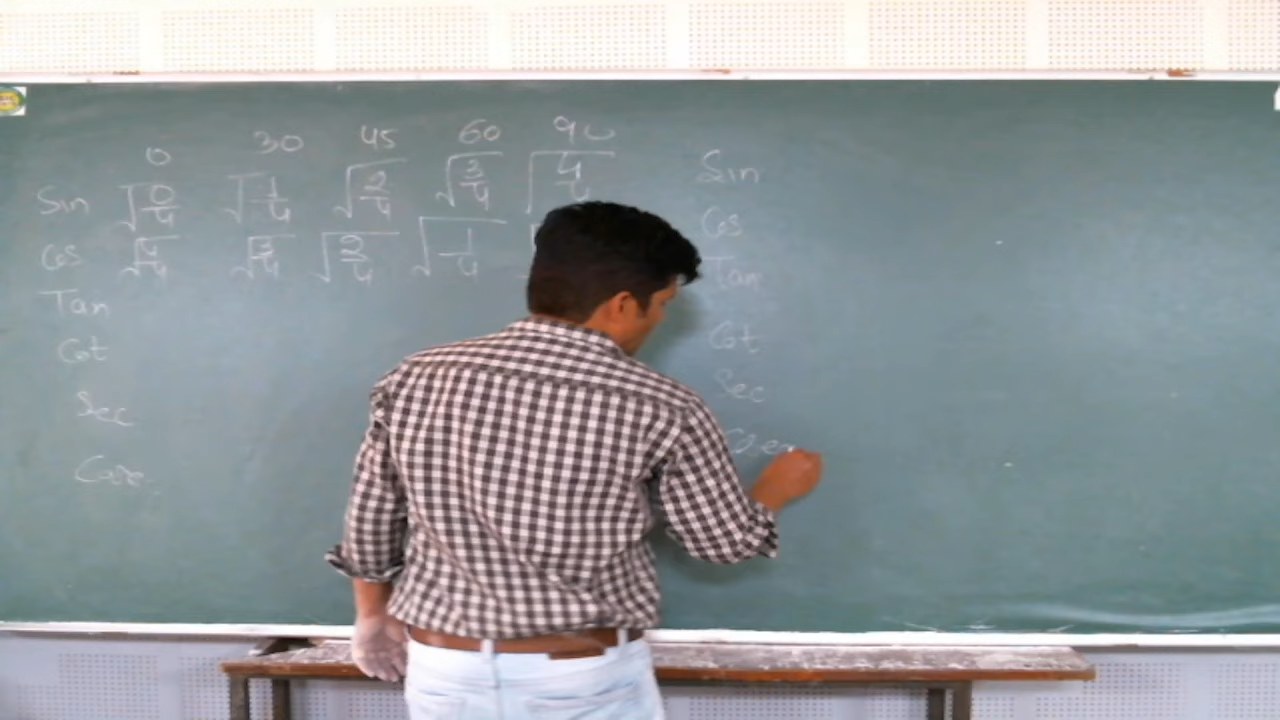 0 30 45 60 90
Sin √0/4 √1/4 √2/4 √3/4 √4/4
Cos √4/4 √3/4 √2/4 √1/4
Tan
Cot
Sec
Sin
Cos
Tan
Cot
Sec